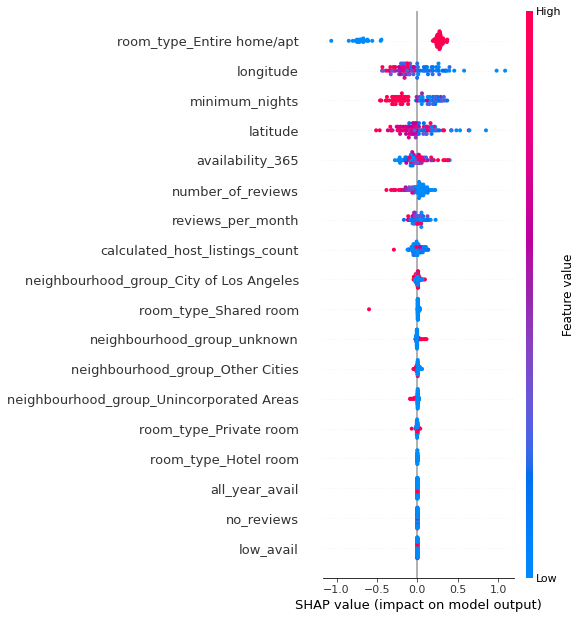 High
room_type_Entire home/apt
longitude
minimum_nights
latitude
availability_365
number_of_reviews
reviews_per_month
calculated_host_listings_count
neighbourhood_group_City of Los Angeles
room_type_Shared room
neighbourhood_group_unknown
neighbourhood_group_Other Cities
neighbourhood_group_Unincorporated Areas
room_type_Private room
room_type_Hotel room
all_year_avail
no_reviews
low_avail
Feature value
Low
−1.0 −0.5 0.0 0.5 1.0
SHAP value (impact on model output)